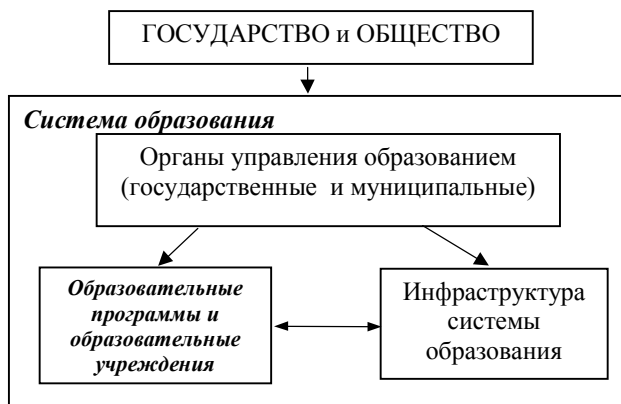 ГОСУДАРСТВО и ОБЩЕСТВО
Система образования
Органы управления образованием
(государственные и муниципальные)
Образовательные
программы и
образовательные
учреждения
Инфраструктура
системы
образования